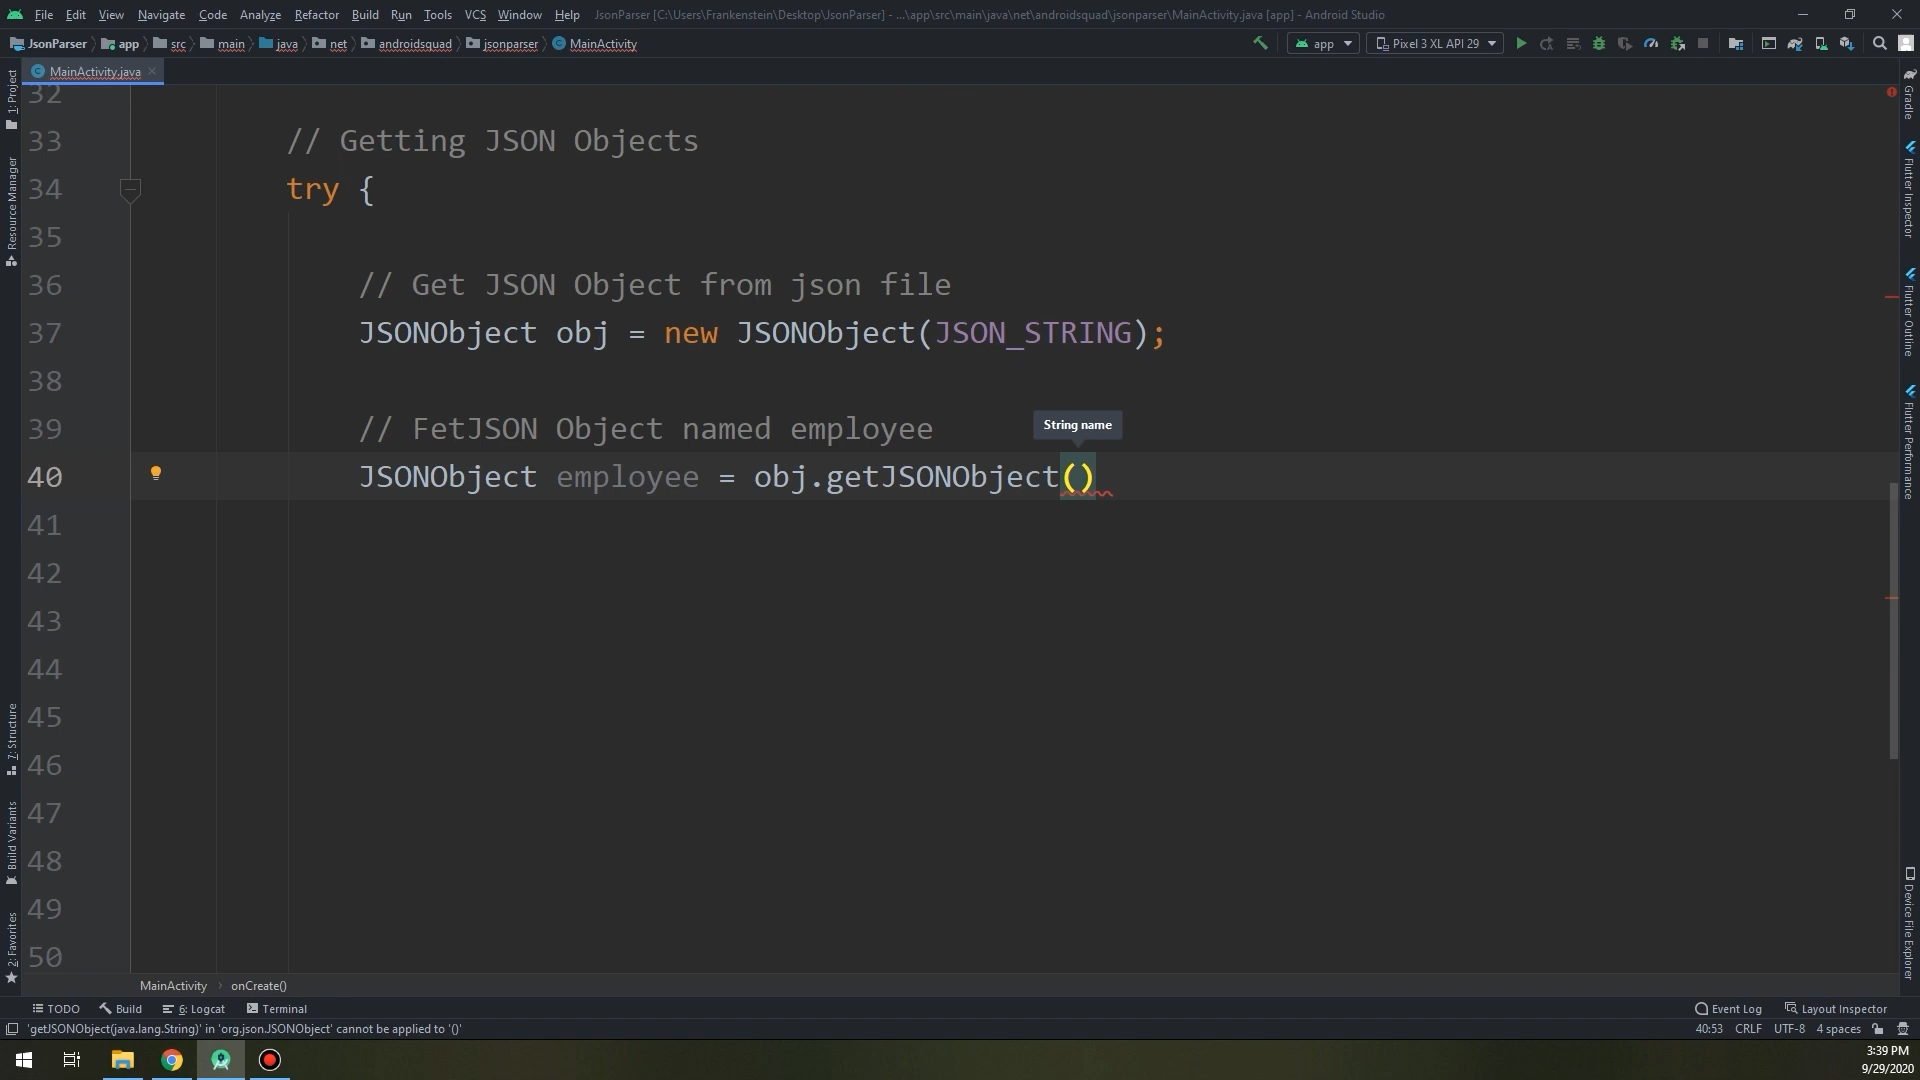 File Edit View Navigate Code Analyze Refactor Build Run Tools VCS Window Help JsonParser [C:\Users\Frankenstein\Desktop\JsonParser] - ...\app\src\main\java\net\androidsquad\jsonparser\MainActivity.java [app] - Android Studio
JsonParser app src main java net androidsquad jsonparser MainActivity app Pixel 3 XL API 29
MainActivity.java
32
33 // Getting JSON Objects
34 try {
35
36 // Get JSON Object from json file
37 JSONObject obj = new JSONObject(JSON_STRING);
38
39 // FetJSON Object named employee
String name
40 JSONObject employee = obj.getJSONObject()
41
42
43
44
45
46
47
48
49
50
1: Project
Resource Manager
7: Structure
Build Variants
2: Favorites
Gradle
Flutter Inspector
Flutter Outline
Flutter Performance
Device File Explorer
MainActivity onCreate()
TODO Build 6: Logcat Terminal Event Log Layout Inspector
'getJSONObject(java.lang.String)' in 'org.json.JSONObject' cannot be applied to '()' 40:53 CRLF UTF-8 4 spaces
3:39 PM
9/29/2020